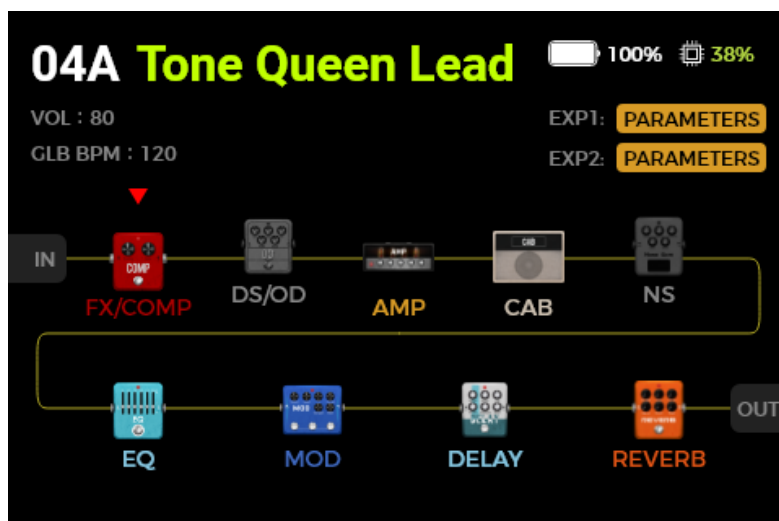 04A Tone Queen Lead 100% 38%
VOL : 80 EXP1: PARAMETERS
GLB BPM : 120 EXP2: PARAMETERS
IN COMP AMP CAB
FX/COMP DS/OD AMP CAB NS
OUT
EQ MOD DELAY REVERB